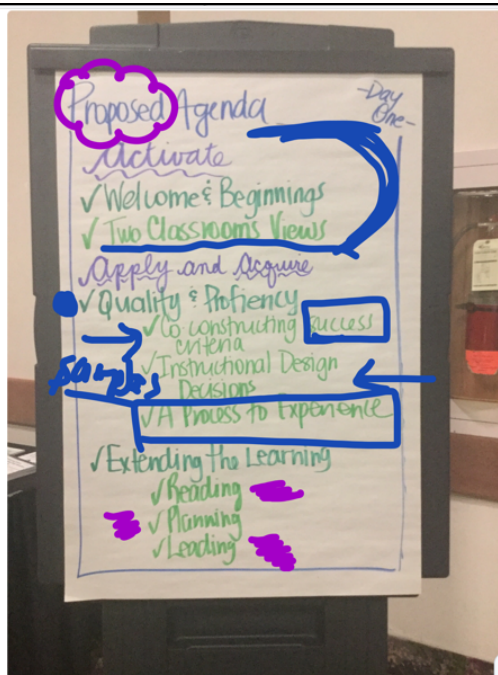 Proposed Agenda
-Day One-
Activate
✓Welcome & Beginnings
✓Two Classrooms Views
Apply and Acquire
✓Quality & Profiency
✓Co constructing success
criteria
✓Instructional Design
Decisions
Samples
✓A Process to Experience
✓Extending the Learning
✓Reading
✓Planning
✓Leading